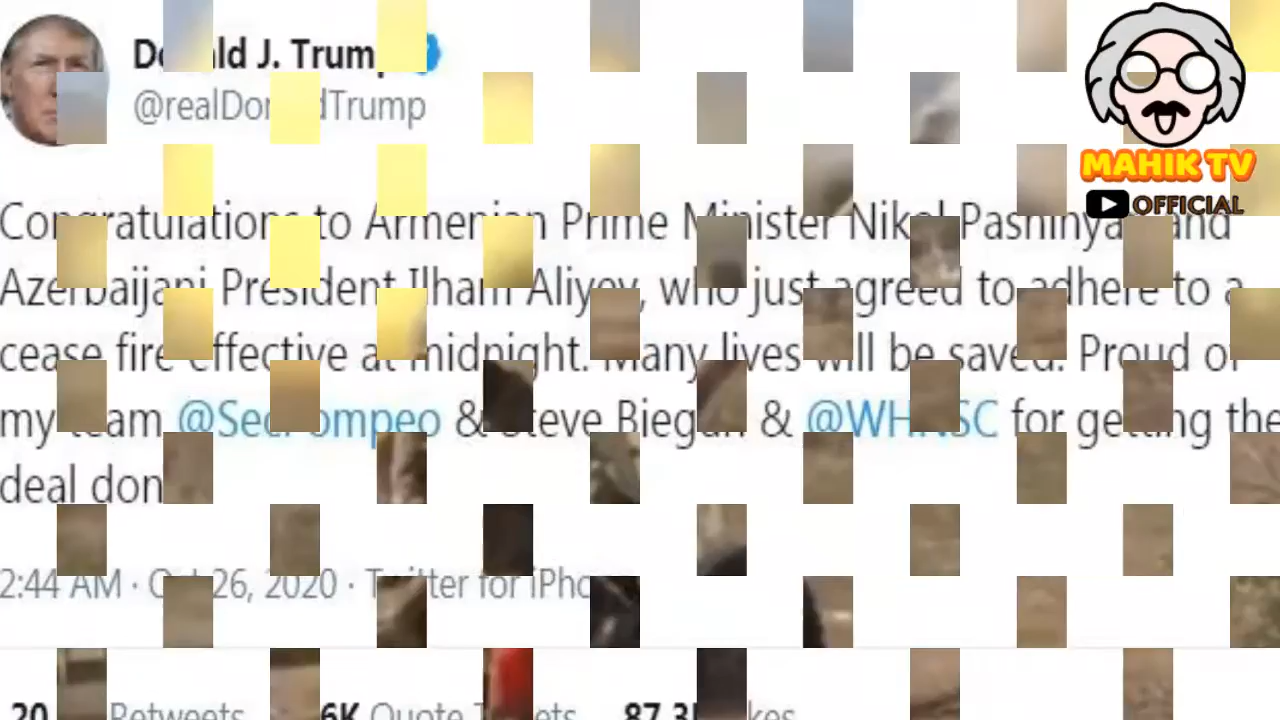 Donald J. Trump
@realDonaldTrump
MAHIK TV
OFFICIAL
Congratulations to Armenian Prime Minister Nikol Pashinyan and
Azerbaijani President Ilham Aliyev, who just agreed to adhere to a
cease fire effective at midnight. Many lives will be saved. Proud of
my team @SecPompeo & Steve Biegun & @WHNSC for getting the
deal done
2:44 AM · Oct 26, 2020 · Twitter for iPhone
Retweets Quote Tweets Likes